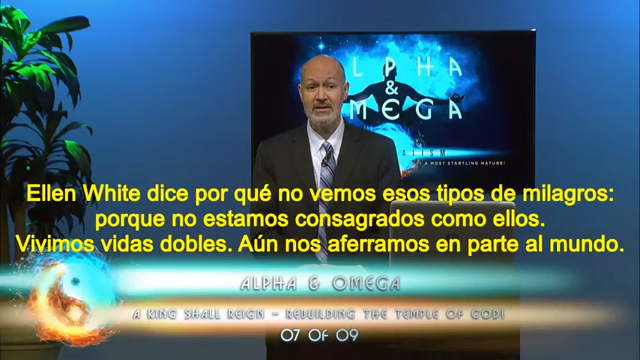 ALPHA
&
OMEGA
A MOST STARTLING NATURE!
Ellen White dice por qué no vemos esos tipos de milagros:
porque no estamos consagrados como ellos.
Vivimos vidas dobles. Aún nos aferramos en parte al mundo.
ALPHA & OMEGA
A KING SHALL REIGN - REBUILDING THE TEMPLE OF GOD!
07 OF 09